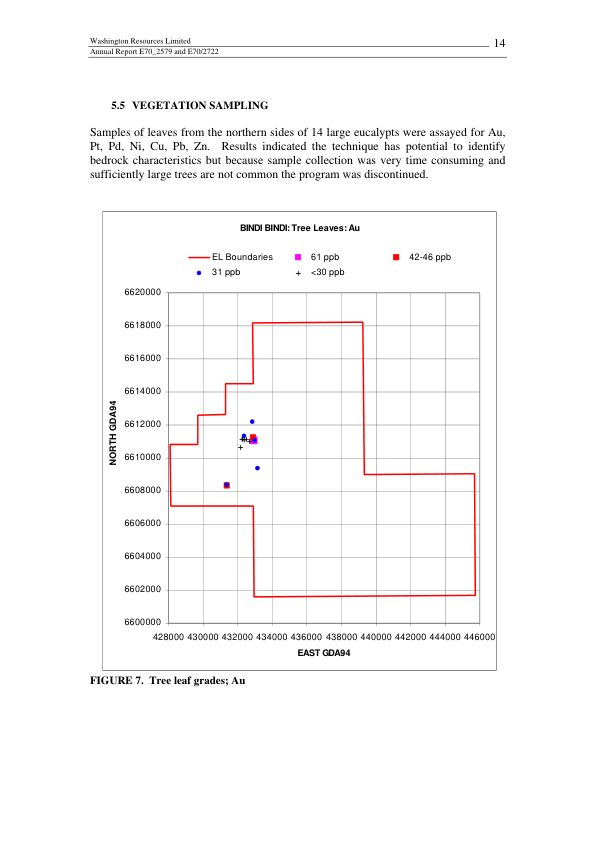 Washington Resources Limited
14
Annual Report E70_2579 and E70/2722
5.5 VEGETATION SAMPLING
Samples of leaves from the northern sides of 14 large eucalypts were assayed for Au,
Pt, Pd, Ni, Cu, Pb, Zn. Results indicated the technique has potential to identify
bedrock characteristics but because sample collection was very time consuming and
sufficiently large trees are not common the program was discontinued.
BINDI BINDI: Tree Leaves: Au
EL Boundaries 61 ppb 42-46 ppb
31 ppb <30 ppb
6620000
6618000
6616000
6614000
6612000
6610000
6608000
6606000
6604000
6602000
6600000
NORTH GDA94
428000 430000 432000 434000 436000 438000 440000 442000 444000 446000
EAST GDA94
FIGURE 7. Tree leaf grades; Au